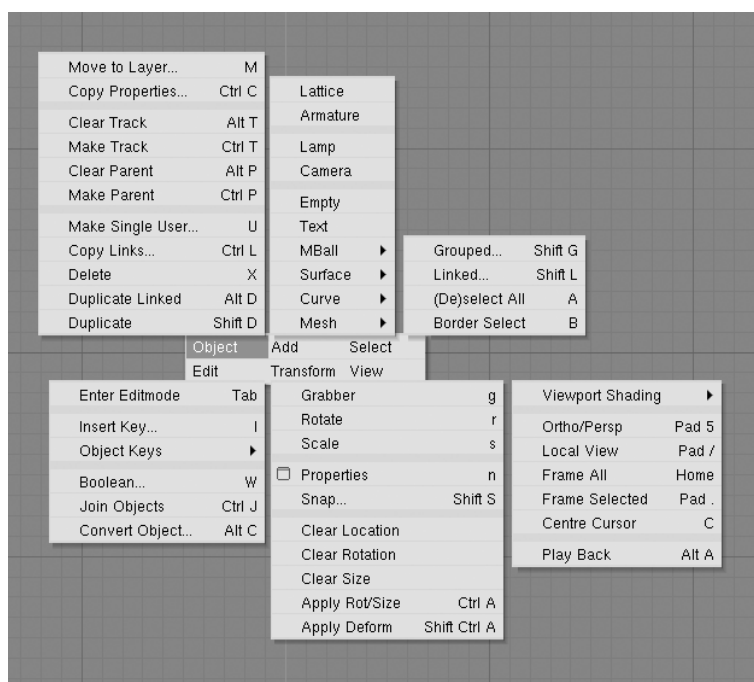 Move to Layer... M
Copy Properties... Ctrl C
Clear Track Alt T
Make Track Ctrl T
Clear Parent Alt P
Make Parent Ctrl P
Make Single User... U
Copy Links... Ctrl L
Delete X
Duplicate Linked Alt D
Duplicate Shift D
Lattice
Armature
Lamp
Camera
Empty
Text
MBall
Surface
Curve
Mesh
Grouped... Shift G
Linked... Shift L
(De)select All A
Border Select B
Object Add Select
Edit Transform View
Enter Editmode Tab
Insert Key... I
Object Keys
Boolean... W
Join Objects Ctrl J
Convert Object... Alt C
Grabber g
Rotate r
Scale s
Properties n
Snap... Shift S
Clear Location
Clear Rotation
Clear Size
Apply Rot/Size Ctrl A
Apply Deform Shift Ctrl A
Viewport Shading
Ortho/Persp Pad 5
Local View Pad /
Frame All Home
Frame Selected Pad .
Centre Cursor C
Play Back Alt A